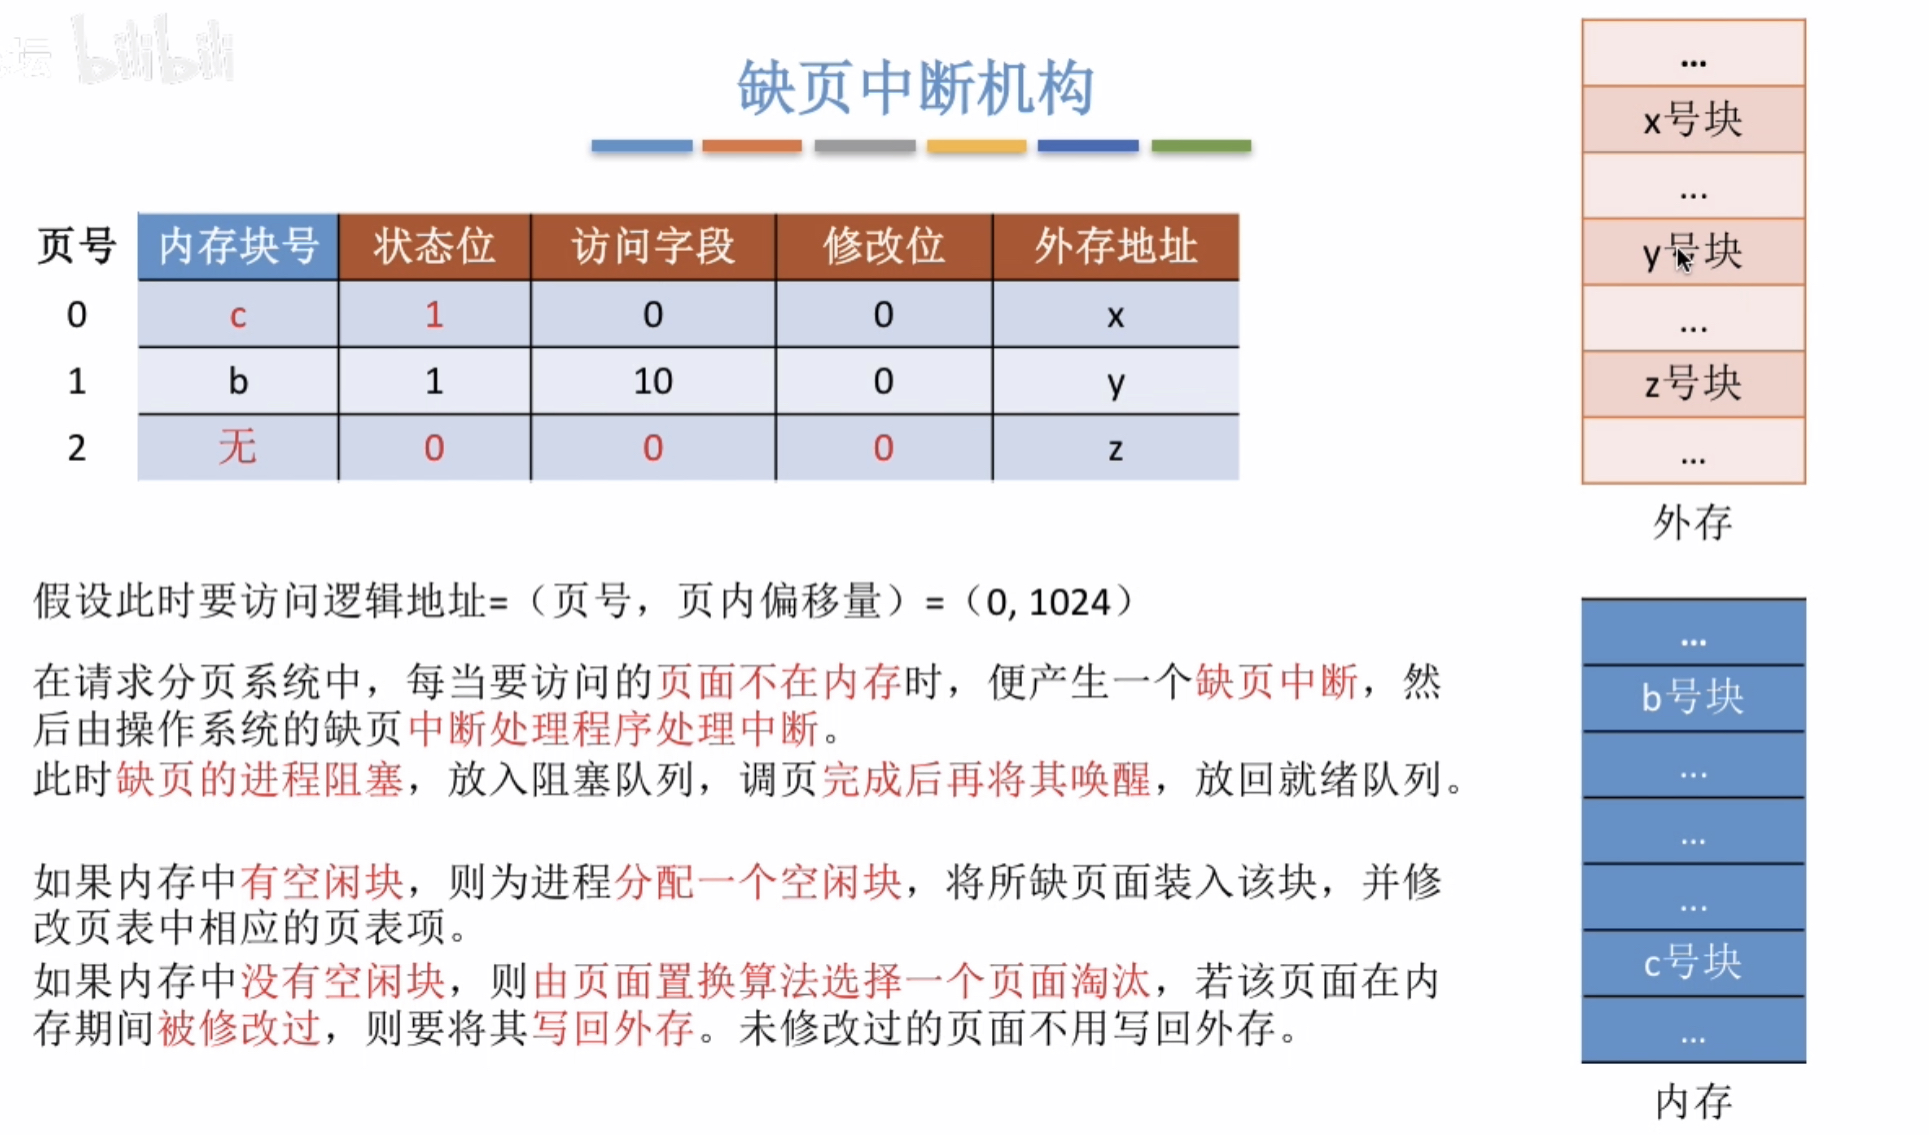 坛 bilibili
缺页中断机构
页号 内存块号 状态位 访问字段 修改位 外存地址
0 c 1 0 0 x
1 b 1 10 0 y
2 无 0 0 0 z
...
x号块
...
y号块
...
z号块
...
外存
假设此时要访问逻辑地址=（页号，页内偏移量）=（0, 1024）
在请求分页系统中，每当要访问的页面不在内存时，便产生一个缺页中断，然
后由操作系统的缺页中断处理程序处理中断。
此时缺页的进程阻塞，放入阻塞队列，调页完成后再将其唤醒，放回就绪队列。
如果内存中有空闲块，则为进程分配一个空闲块，将所缺页面装入该块，并修
改页表中相应的页表项。
如果内存中没有空闲块，则由页面置换算法选择一个页面淘汰，若该页面在内
存期间被修改过，则要将其写回外存。未修改过的页面不用写回外存。
...
b号块
...
...
...
c号块
...
内存